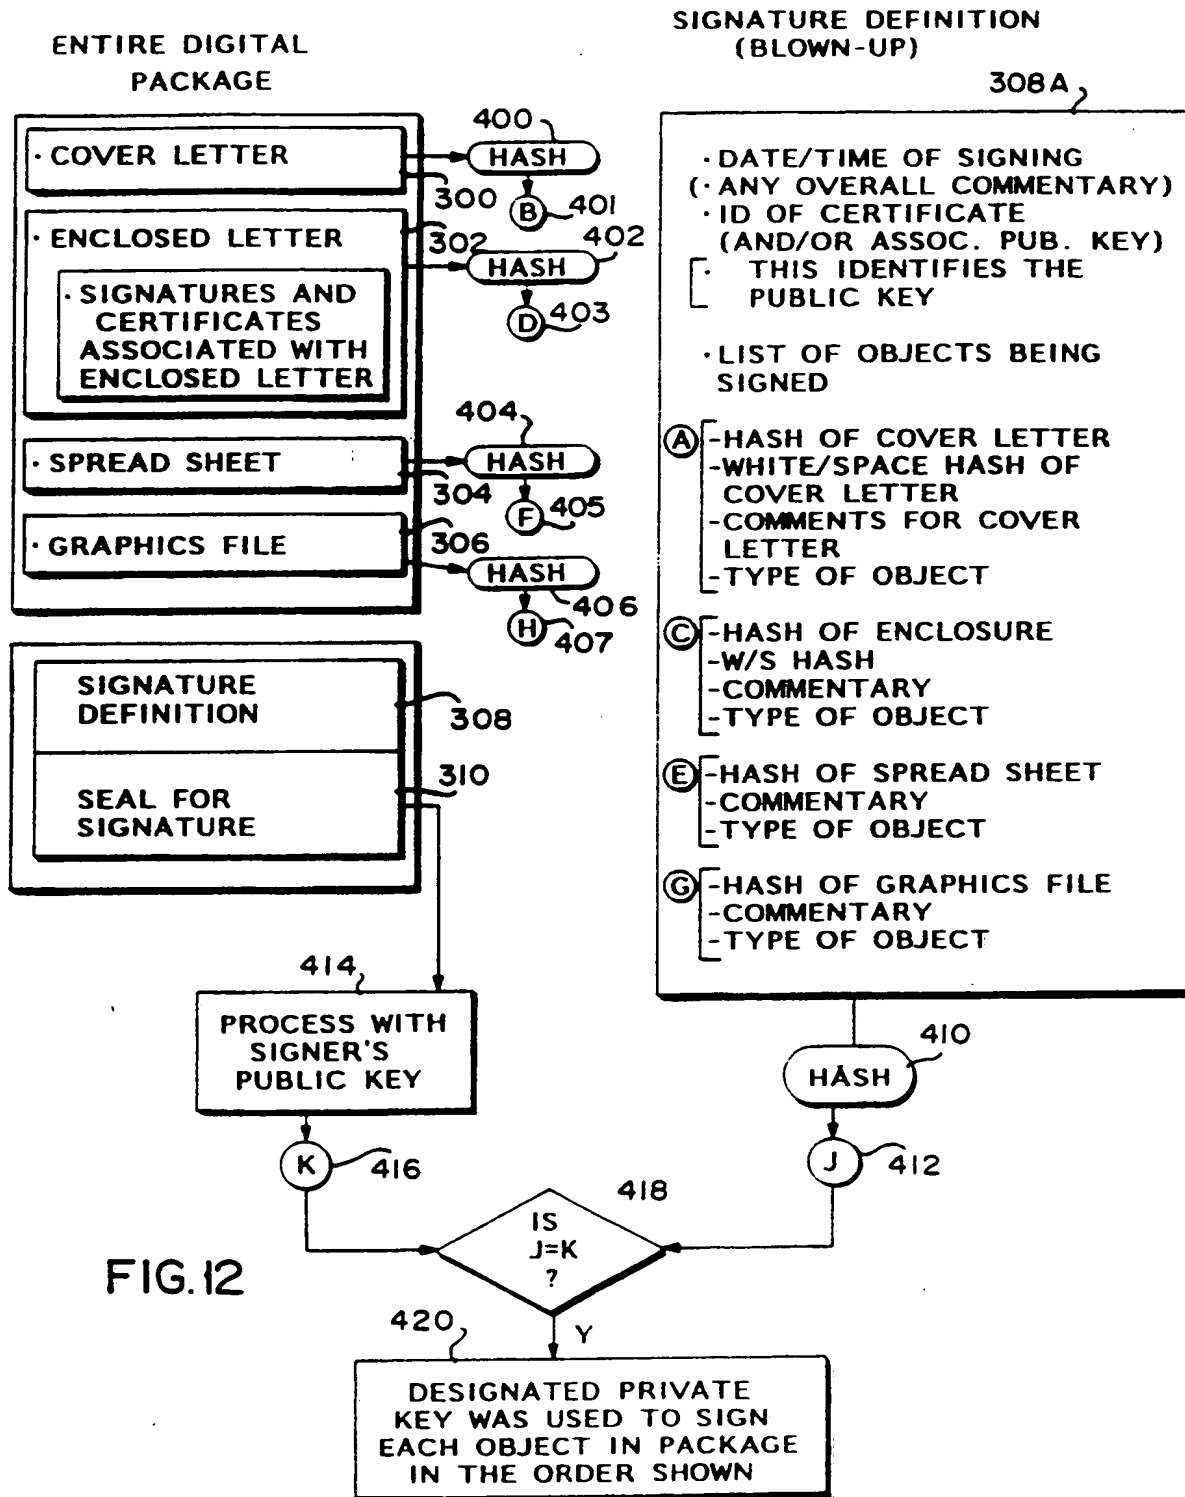 ENTIRE DIGITAL
PACKAGE
· COVER LETTER
300
400
HASH
B
401
· ENCLOSED LETTER
302
402
HASH
D
403
· SIGNATURES AND
CERTIFICATES
ASSOCIATED WITH
ENCLOSED LETTER
404
· SPREAD SHEET
304
HASH
F
405
· GRAPHICS FILE
306
HASH
406
H
407
SIGNATURE
DEFINITION
308
310
SEAL FOR
SIGNATURE
SIGNATURE DEFINITION
(BLOWN-UP)
308A
· DATE/TIME OF SIGNING
(· ANY OVERALL COMMENTARY)
· ID OF CERTIFICATE
(AND/OR ASSOC. PUB. KEY)
· THIS IDENTIFIES THE
PUBLIC KEY
· LIST OF OBJECTS BEING
SIGNED
A -HASH OF COVER LETTER
-WHITE/SPACE HASH OF
COVER LETTER
-COMMENTS FOR COVER
LETTER
-TYPE OF OBJECT
C -HASH OF ENCLOSURE
-W/S HASH
-COMMENTARY
-TYPE OF OBJECT
E -HASH OF SPREAD SHEET
-COMMENTARY
-TYPE OF OBJECT
G -HASH OF GRAPHICS FILE
-COMMENTARY
-TYPE OF OBJECT
414
PROCESS WITH
SIGNER'S
PUBLIC KEY
410
HASH
K
416
J
412
418
IS
J=K
?
FIG.12
420
Y
DESIGNATED PRIVATE
KEY WAS USED TO SIGN
EACH OBJECT IN PACKAGE
IN THE ORDER SHOWN